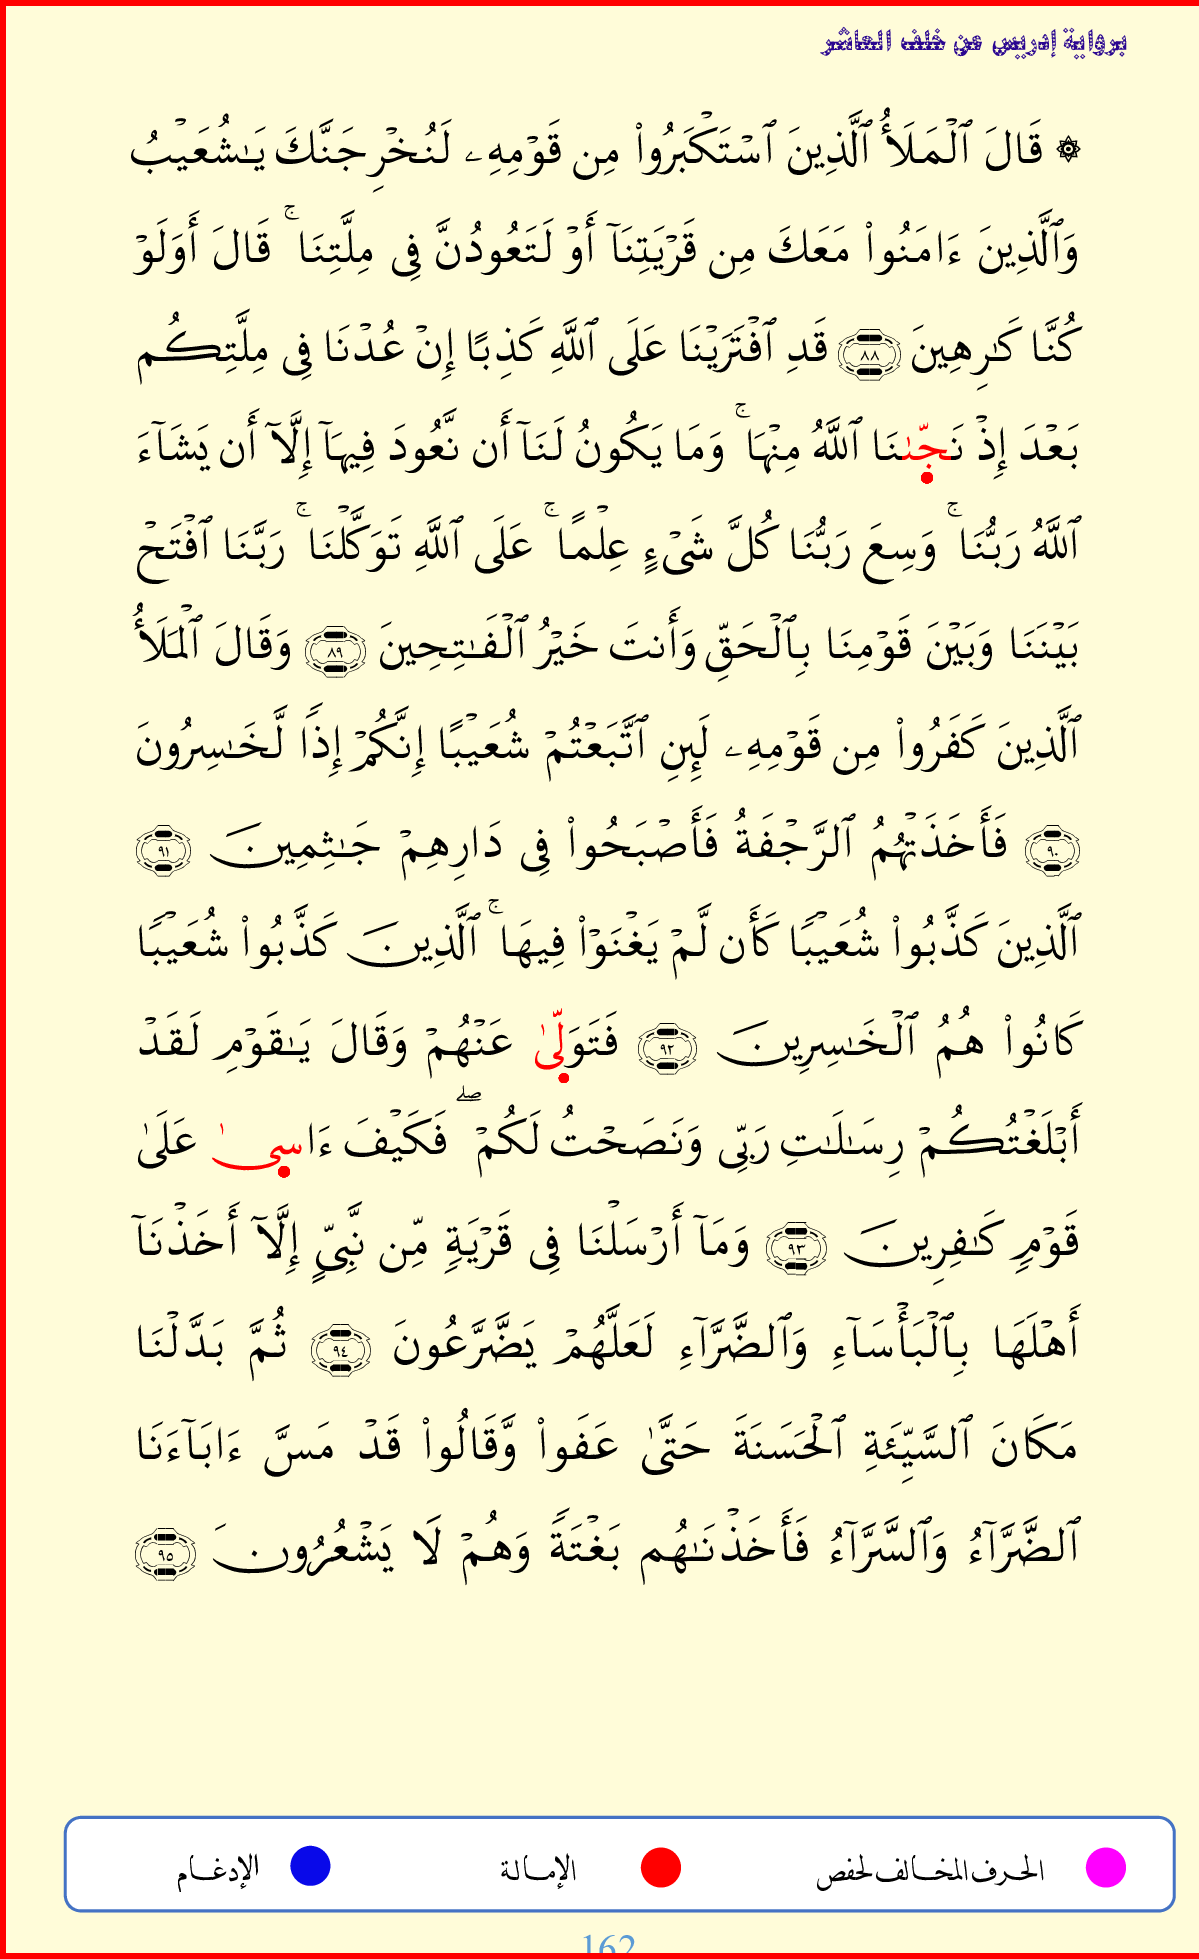 برواية إدريس عن خلف العاشر
۞ قَالَ ٱلۡمَلَأُ ٱلَّذِينَ ٱسۡتَكۡبَرُواْ مِن قَوۡمِهِۦ لَنُخۡرِجَنَّكَ يَٰشُعَيۡبُ
وَٱلَّذِينَ ءَامَنُواْ مَعَكَ مِن قَرۡيَتِنَآ أَوۡ لَتَعُودُنَّ فِي مِلَّتِنَاۚ قَالَ أَوَلَوۡ
كُنَّا كَٰرِهِينَ ٨٨ قَدِ ٱفۡتَرَيۡنَا عَلَى ٱللَّهِ كَذِبًا إِنۡ عُدۡنَا فِي مِلَّتِكُم
بَعۡدَ إِذۡ نَجّىٰنَا ٱللَّهُ مِنۡهَاۚ وَمَا يَكُونُ لَنَآ أَن نَّعُودَ فِيهَآ إِلَّآ أَن يَشَآءَ
ٱللَّهُ رَبُّنَاۚ وَسِعَ رَبُّنَا كُلَّ شَيۡءٍ عِلۡمًاۚ عَلَى ٱللَّهِ تَوَكَّلۡنَاۚ رَبَّنَا ٱفۡتَحۡ
بَيۡنَنَا وَبَيۡنَ قَوۡمِنَا بِٱلۡحَقِّ وَأَنتَ خَيۡرُ ٱلۡفَٰتِحِينَ ٨٩ وَقَالَ ٱلۡمَلَأُ
ٱلَّذِينَ كَفَرُواْ مِن قَوۡمِهِۦ لَئِنِ ٱتَّبَعۡتُمۡ شُعَيۡبًا إِنَّكُمۡ إِذٗا لَّخَٰسِرُونَ
٩٠ فَأَخَذَتۡهُمُ ٱلرَّجۡفَةُ فَأَصۡبَحُواْ فِي دَارِهِمۡ جَٰثِمِينَ ٩١
ٱلَّذِينَ كَذَّبُواْ شُعَيۡبٗا كَأَن لَّمۡ يَغۡنَوۡاْ فِيهَاۚ ٱلَّذِينَ كَذَّبُواْ شُعَيۡبٗا
كَانُواْ هُمُ ٱلۡخَٰسِرِينَ ٩٢ فَتَوَلّىٰ عَنۡهُمۡ وَقَالَ يَٰقَوۡمِ لَقَدۡ
أَبۡلَغۡتُكُمۡ رِسَٰلَٰتِ رَبِّي وَنَصَحۡتُ لَكُمۡۖ فَكَيۡفَ ءَاسىٰ عَلَىٰ
قَوۡمٖ كَٰفِرِينَ ٩٣ وَمَآ أَرۡسَلۡنَا فِي قَرۡيَةٖ مِّن نَّبِيٍّ إِلَّآ أَخَذۡنَآ
أَهۡلَهَا بِٱلۡبَأۡسَآءِ وَٱلضَّرَّآءِ لَعَلَّهُمۡ يَضَّرَّعُونَ ٩٤ ثُمَّ بَدَّلۡنَا
مَكَانَ ٱلسَّيِّئَةِ ٱلۡحَسَنَةَ حَتَّىٰ عَفَواْ وَّقَالُواْ قَدۡ مَسَّ ءَابَآءَنَا
ٱلضَّرَّآءُ وَٱلسَّرَّآءُ فَأَخَذۡنَٰهُم بَغۡتَةٗ وَهُمۡ لَا يَشۡعُرُونَ ٩٥
الحرف المخالف لحفص الإمالة الإدغام
162